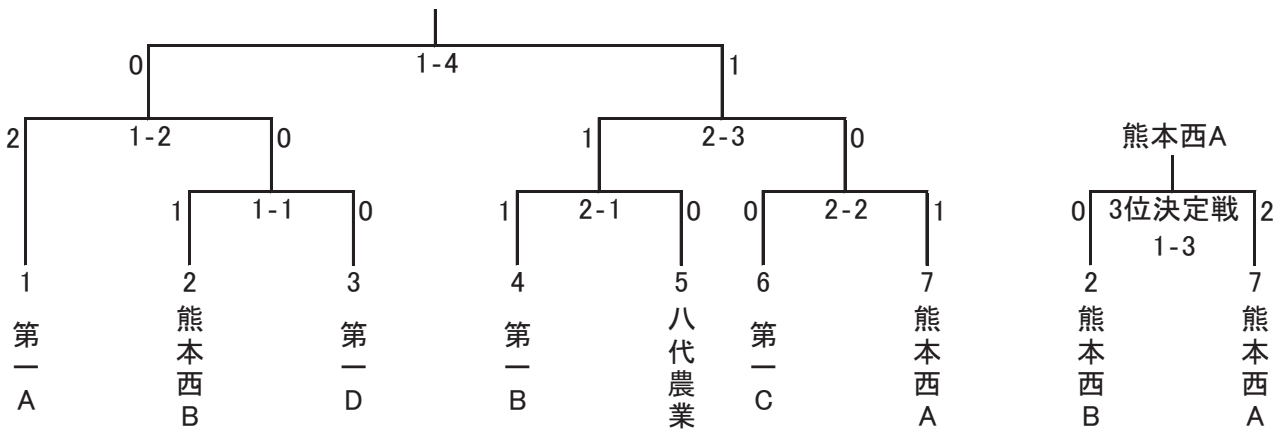 0 1-4 1
2 1-2 0 1 2-3 0
熊本西A
1 1-1 0 1 2-1 0 0 2-2 1 0 3位決定戦 2
1-3
1 2 3 4 5 6 7 2 7
第一A
熊本西B
第一D
第一B
八代農業
第一C
熊本西A
熊本西B
熊本西A